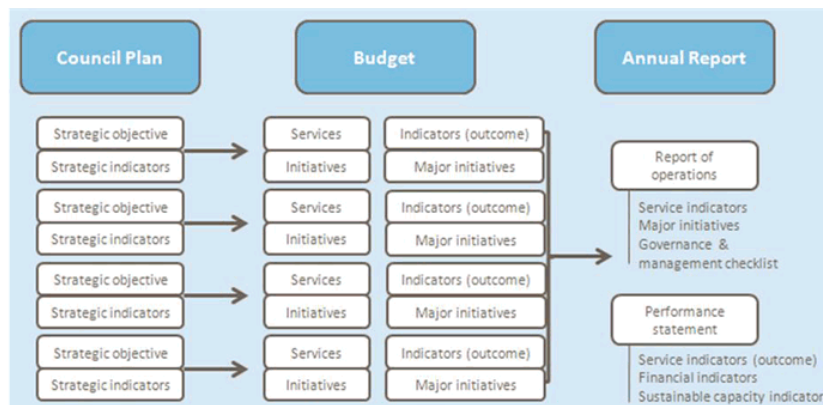 Council Plan
Budget
Annual Report
Strategic objective
Strategic indicators
Services
Initiatives
Indicators (outcome)
Major initiatives
Strategic objective
Strategic indicators
Services
Initiatives
Indicators (outcome)
Major initiatives
Strategic objective
Strategic indicators
Services
Initiatives
Indicators (outcome)
Major initiatives
Strategic objective
Strategic indicators
Services
Initiatives
Indicators (outcome)
Major initiatives
Report of
operations
Service indicators
Major initiatives
Governance &
management checklist
Performance
statement
Service indicators (outcome)
Financial indicators
Sustainable capacity indicator